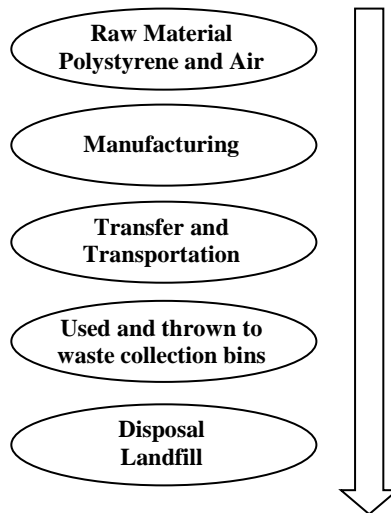 Raw Material
Polystyrene and Air
Manufacturing
Transfer and
Transportation
Used and thrown to
waste collection bins
Disposal
Landfill